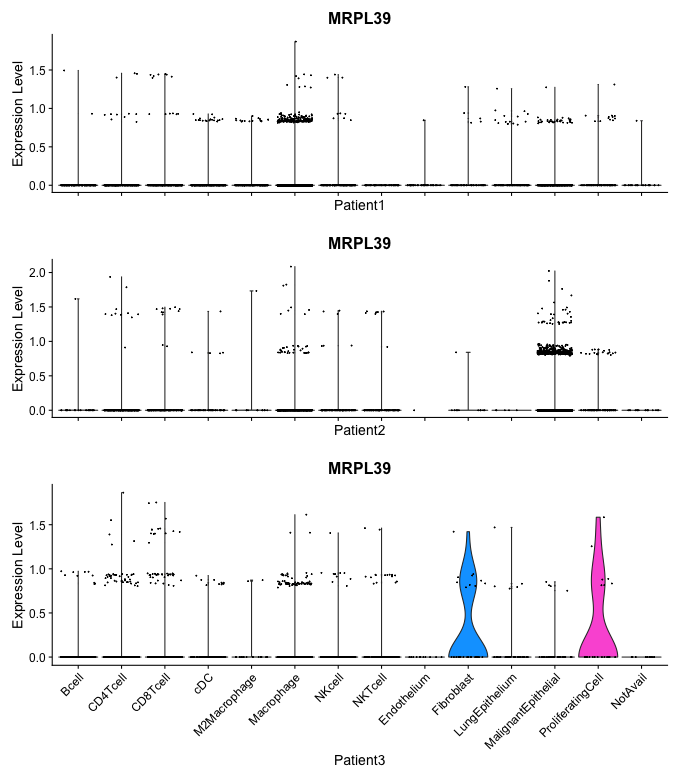 MRPL39
Expression Level
1.5
1.0
0.5
0.0
Patient1
MRPL39
Expression Level
2.0
1.5
1.0
0.5
0.0
Patient2
MRPL39
Expression Level
1.5
1.0
0.5
0.0
Bcell
CD4Tcell
CD8Tcell
cDC
M2Macrophage
Macrophage
NKcell
NKTcell
Endothelium
Fibroblast
LungEpithelium
MalignantEpithelial
ProliferatingCell
NotAvail
Patient3